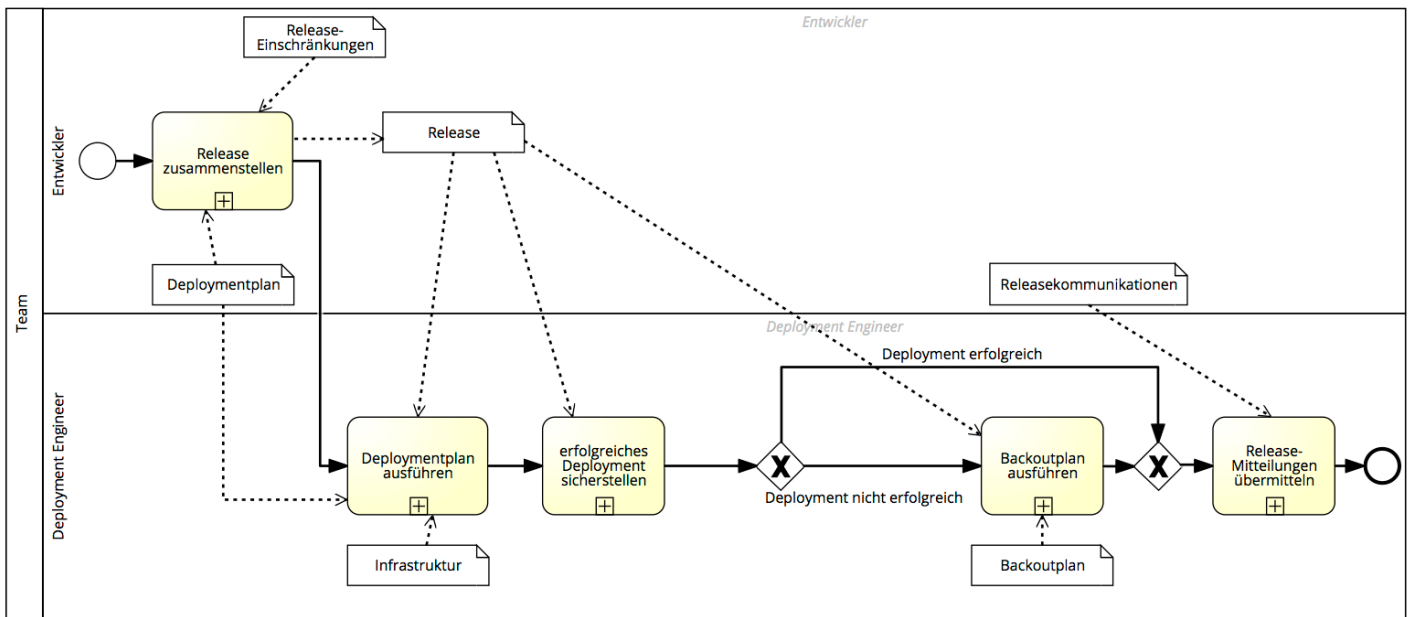 Entwickler
Release-
Einschränkungen
Release
Entwickler
Release
zusammenstellen
Deploymentplan
Releasekommunikationen
Team
Deployment Engineer
Deployment erfolgreich
Deployment Engineer
Deploymentplan
ausführen
erfolgreiches
Deployment
sicherstellen
Deployment nicht erfolgreich
Backoutplan
ausführen
Release-
Mitteilungen
übermitteln
Infrastruktur
Backoutplan